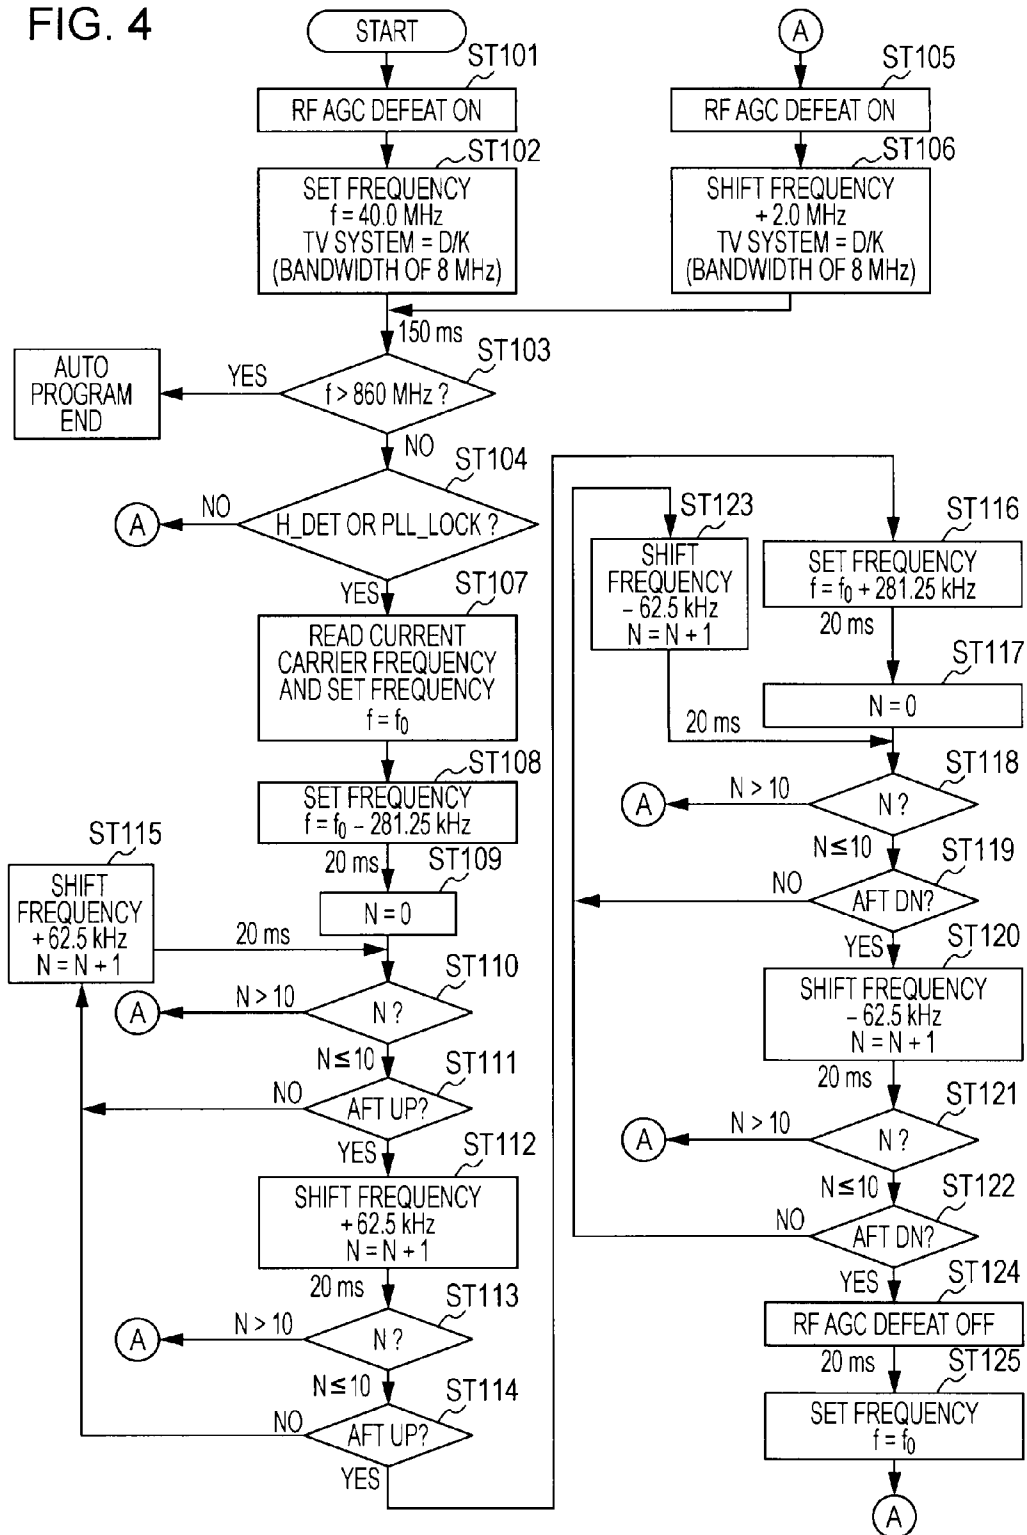 FIG. 4
START
ST101
RF AGC DEFEAT ON
ST102
SET FREQUENCY
f = 40.0 MHz
TV SYSTEM = D/K
(BANDWIDTH OF 8 MHz)
A
ST105
RF AGC DEFEAT ON
ST106
SHIFT FREQUENCY
+ 2.0 MHz
TV SYSTEM = D/K
(BANDWIDTH OF 8 MHz)
150 ms
ST103
f > 860 MHz ?
YES
AUTO
PROGRAM
END
NO
ST104
H_DET OR PLL_LOCK ?
NO
A
YES
ST107
READ CURRENT
CARRIER FREQUENCY
AND SET FREQUENCY
f = f₀
ST108
SET FREQUENCY
f = f₀ – 281.25 kHz
20 ms
ST109
N = 0
ST115
SHIFT
FREQUENCY
+ 62.5 kHz
N = N + 1
20 ms
ST110
N ?
N > 10
A
N ≤ 10
ST111
AFT UP?
NO
YES
ST112
SHIFT FREQUENCY
+ 62.5 kHz
N = N + 1
20 ms
ST113
N ?
N > 10
A
N ≤ 10
ST114
AFT UP?
NO
YES
ST123
SHIFT
FREQUENCY
– 62.5 kHz
N = N + 1
20 ms
ST116
SET FREQUENCY
f = f₀ + 281.25 kHz
20 ms
ST117
N = 0
ST118
N ?
N > 10
A
N ≤ 10
ST119
AFT DN?
NO
YES
ST120
SHIFT FREQUENCY
– 62.5 kHz
N = N + 1
20 ms
ST121
N ?
N > 10
A
N ≤ 10
ST122
AFT DN?
NO
YES
ST124
RF AGC DEFEAT OFF
20 ms
ST125
SET FREQUENCY
f = f₀
A